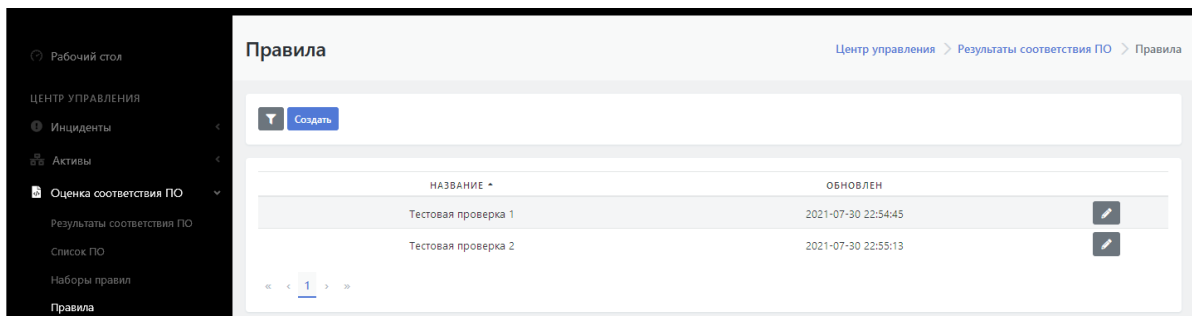 Рабочий стол
ЦЕНТР УПРАВЛЕНИЯ
Инциденты
Активы
Оценка соответствия ПО
Результаты соответствия ПО
Список ПО
Наборы правил
Правила
Правила
Центр управления > Результаты соответствия ПО > Правила
Создать
НАЗВАНИЕ ОБНОВЛЕН
Тестовая проверка 1 2021-07-30 22:54:45
Тестовая проверка 2 2021-07-30 22:55:13
« ‹ 1 › »